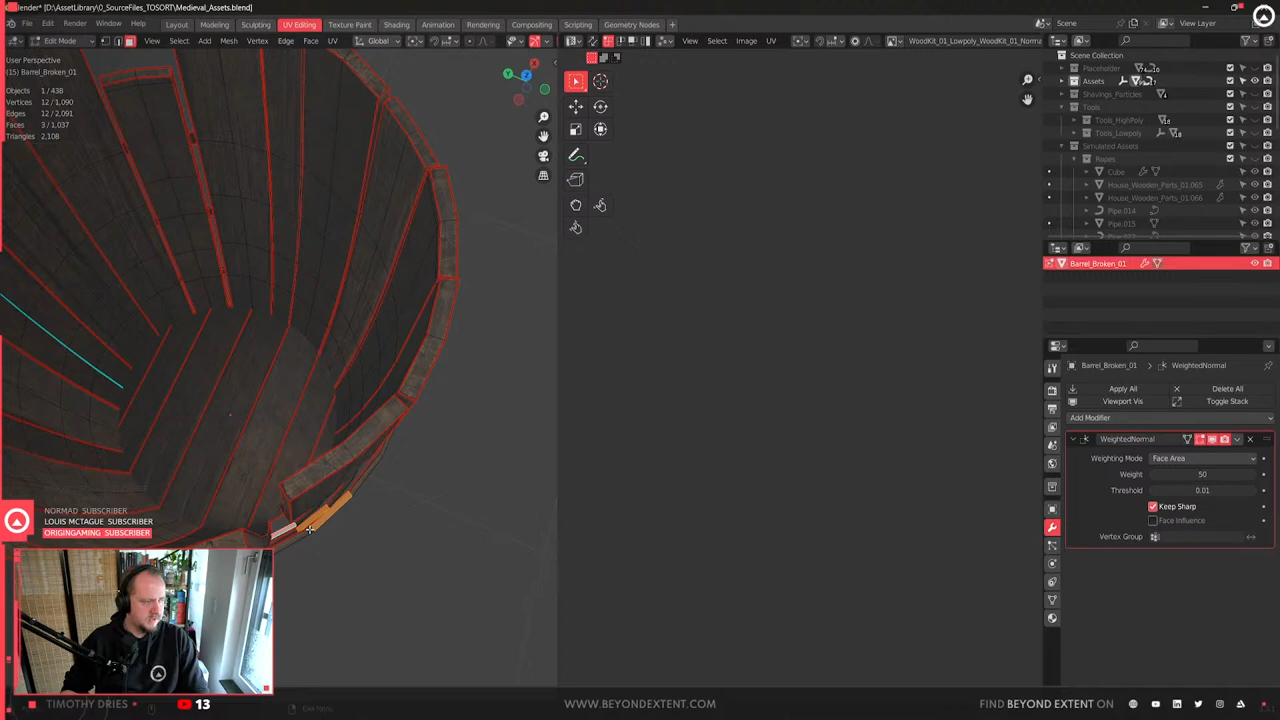 Blender* [D:\AssetLibrary\0_SourceFiles_TOSORT\Medieval_Assets.blend]
File Edit Render Window Help
Layout Modeling Sculpting UV Editing Texture Paint Shading Animation Rendering Compositing Scripting Geometry Nodes +
Scene View Layer
Edit Mode View Select Add Mesh Vertex Edge Face UV Global
View Select Image UV WoodKit_01_Lowpoly_WoodKit_01_Norma
User Perspective
(15) Barrel_Broken_01
Objects 1 / 438
Vertices 12 / 1,090
Edges 12 / 2,091
Faces 3 / 1,037
Triangles 2,108
Scene Collection
Placeholder
Assets
Shavings_Particles
Tools
Tools_HighPoly
Tools_Lowpoly
Simulated Assets
Ropes
Cube
House_Wooden_Parts_01.065
House_Wooden_Parts_01.066
Pipe.014
Pipe.015
Barrel_Broken_01
Barrel_Broken_01 > WeightedNormal
Apply All Delete All
Viewport Vis Toggle Stack
Add Modifier
WeightedNormal
Weighting Mode Face Area
Weight 50
Threshold 0.01
Keep Sharp
Face Influence
Vertex Group
NORMAD SUBSCRIBER
LOUIS MCTAGUE SUBSCRIBER
ORIGINGAMING SUBSCRIBER
TIMOTHY DRIES 13 WWW.BEYONDEXTENT.COM FIND BEYOND EXTENT ON